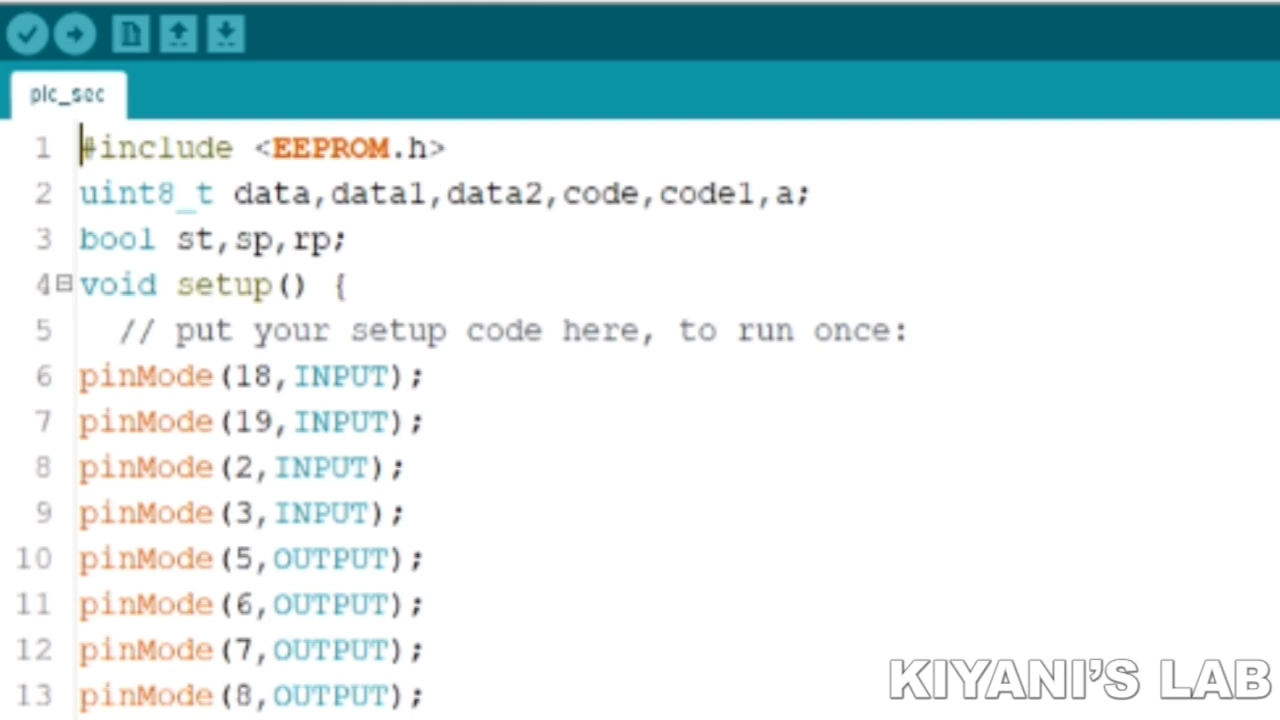 plc_sec
1 #include <EEPROM.h>
2 uint8_t data,data1,data2,code,code1,a;
3 bool st,sp,rp;
4 void setup() {
5 // put your setup code here, to run once:
6 pinMode(18,INPUT);
7 pinMode(19,INPUT);
8 pinMode(2,INPUT);
9 pinMode(3,INPUT);
10 pinMode(5,OUTPUT);
11 pinMode(6,OUTPUT);
12 pinMode(7,OUTPUT);
13 pinMode(8,OUTPUT);
KIYANI'S LAB